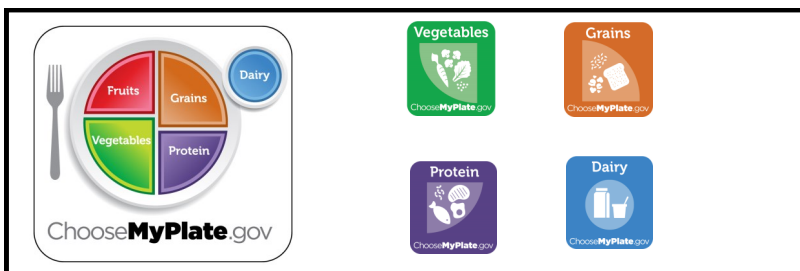 Fruits
Grains
Dairy
Vegetables
Protein
ChooseMyPlate.gov
Vegetables
ChooseMyPlate.gov
Grains
ChooseMyPlate.gov
Protein
ChooseMyPlate.gov
Dairy
ChooseMyPlate.gov